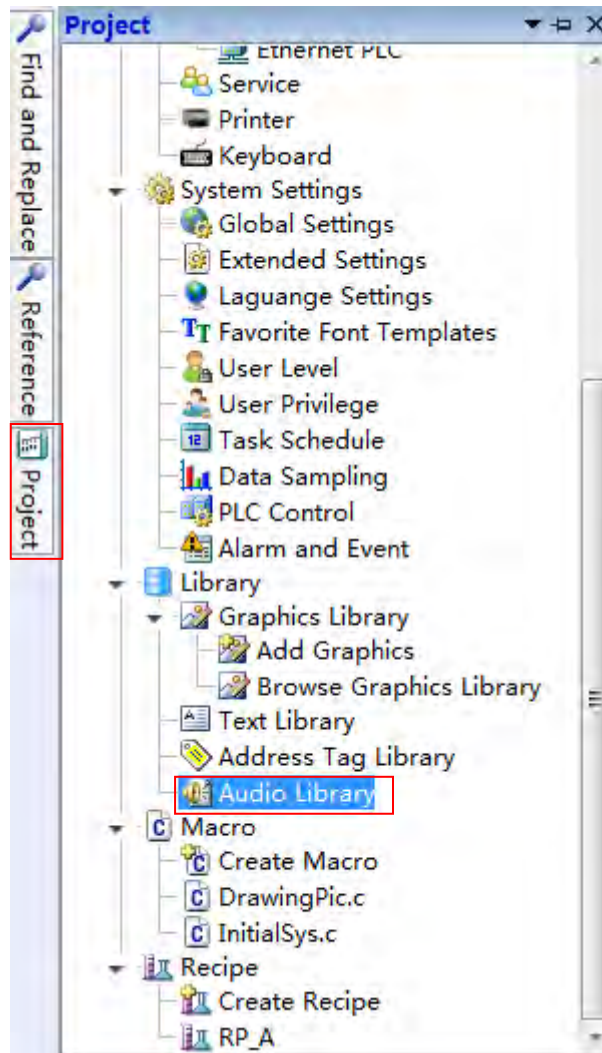 Project
Find and Replace
Reference
Project
Ethernet PLC
Service
Printer
Keyboard
System Settings
Global Settings
Extended Settings
Laguange Settings
Favorite Font Templates
User Level
User Privilege
Task Schedule
Data Sampling
PLC Control
Alarm and Event
Library
Graphics Library
Add Graphics
Browse Graphics Library
Text Library
Address Tag Library
Audio Library
Macro
Create Macro
DrawingPic.c
InitialSys.c
Recipe
Create Recipe
RP_A